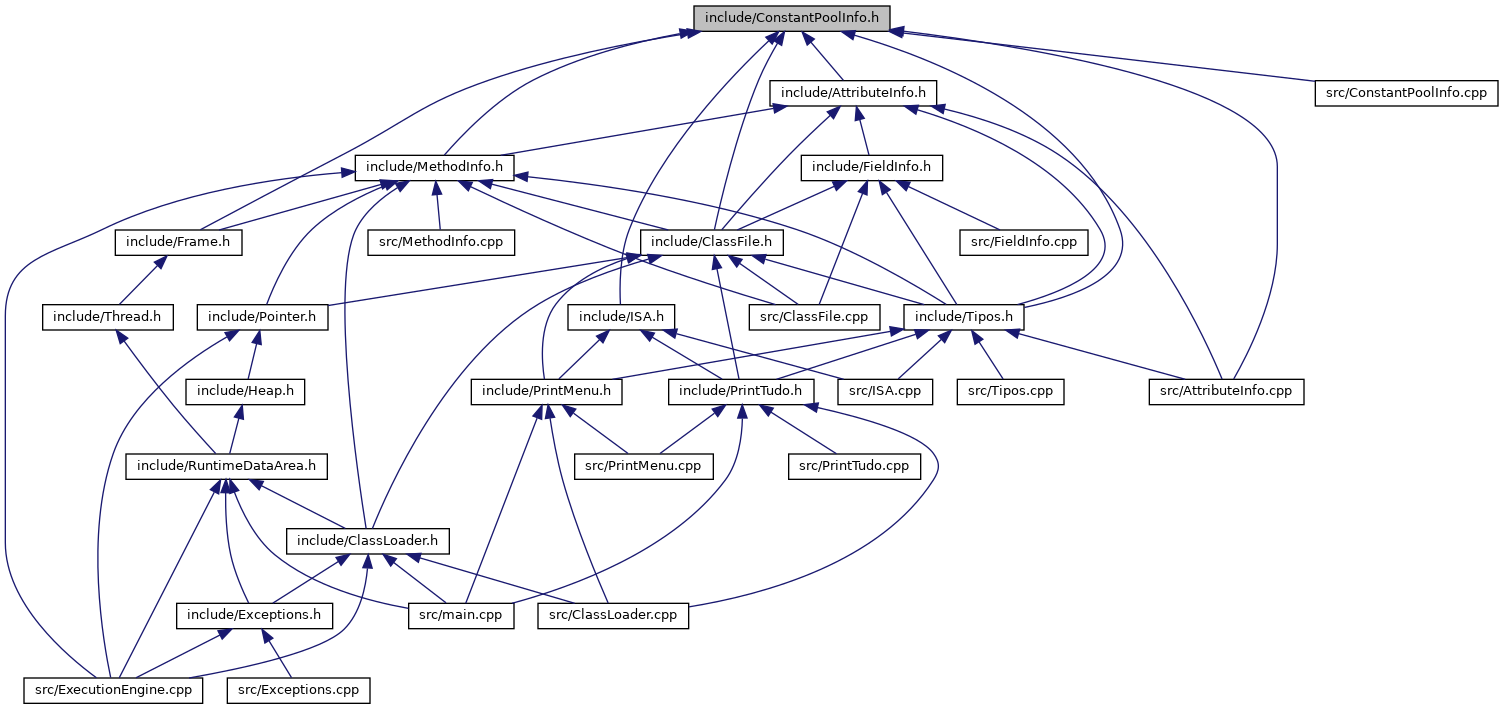 include/ConstantPoolInfo.h
include/AttributeInfo.h
src/ConstantPoolInfo.cpp
include/MethodInfo.h
include/FieldInfo.h
include/Frame.h
src/MethodInfo.cpp
include/ClassFile.h
src/FieldInfo.cpp
include/Thread.h
include/Pointer.h
include/ISA.h
src/ClassFile.cpp
include/Tipos.h
include/Heap.h
include/PrintMenu.h
include/PrintTudo.h
src/ISA.cpp
src/Tipos.cpp
src/AttributeInfo.cpp
include/RuntimeDataArea.h
src/PrintMenu.cpp
src/PrintTudo.cpp
include/ClassLoader.h
include/Exceptions.h
src/main.cpp
src/ClassLoader.cpp
src/ExecutionEngine.cpp
src/Exceptions.cpp